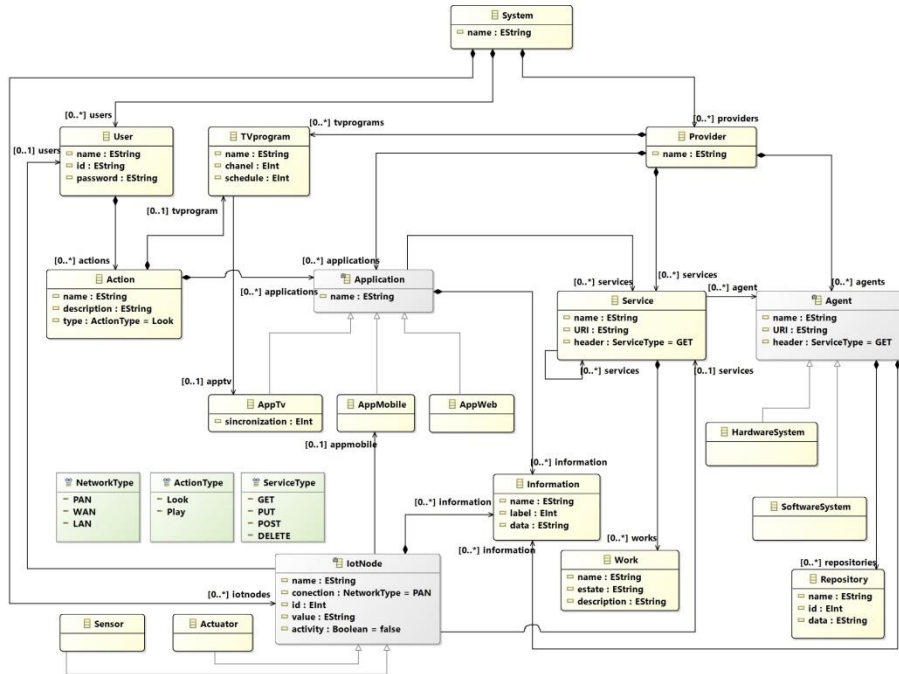 System
name : EString
[0..*] users
[0..*] tvprograms
[0..*] providers
User
name : EString
id : EString
password : EString
[0..1] users
TVprogram
name : EString
chanel : EInt
schedule : EInt
Provider
name : EString
[0..1] tvprogram
[0..*] actions
[0..*] applications
[0..*] services
[0..*] agents
Action
name : EString
description : EString
type : ActionType = Look
[0..*] applications
Application
name : EString
[0..*] services
[0..*] agent
Service
name : EString
URI : EString
header : ServiceType = GET
Agent
name : EString
URI : EString
header : ServiceType = GET
[0..*] services
[0..1] services
[0..1] apptv
AppTv
sincronization : EInt
AppMobile
AppWeb
[0..1] appmobile
HardwareSystem
SoftwareSystem
NetworkType
PAN
WAN
LAN
ActionType
Look
Play
ServiceType
GET
PUT
POST
DELETE
[0..*] information
[0..*] information
Information
name : EString
label : EInt
data : EString
[0..*] information
[0..*] works
Work
name : EString
estate : EString
description : EString
[0..*] repositories
Repository
name : EString
id : EInt
data : EString
[0..*] iotnodes
IotNode
name : EString
conection : NetworkType = PAN
id : EInt
value : EString
activity : Boolean = false
Sensor
Actuator